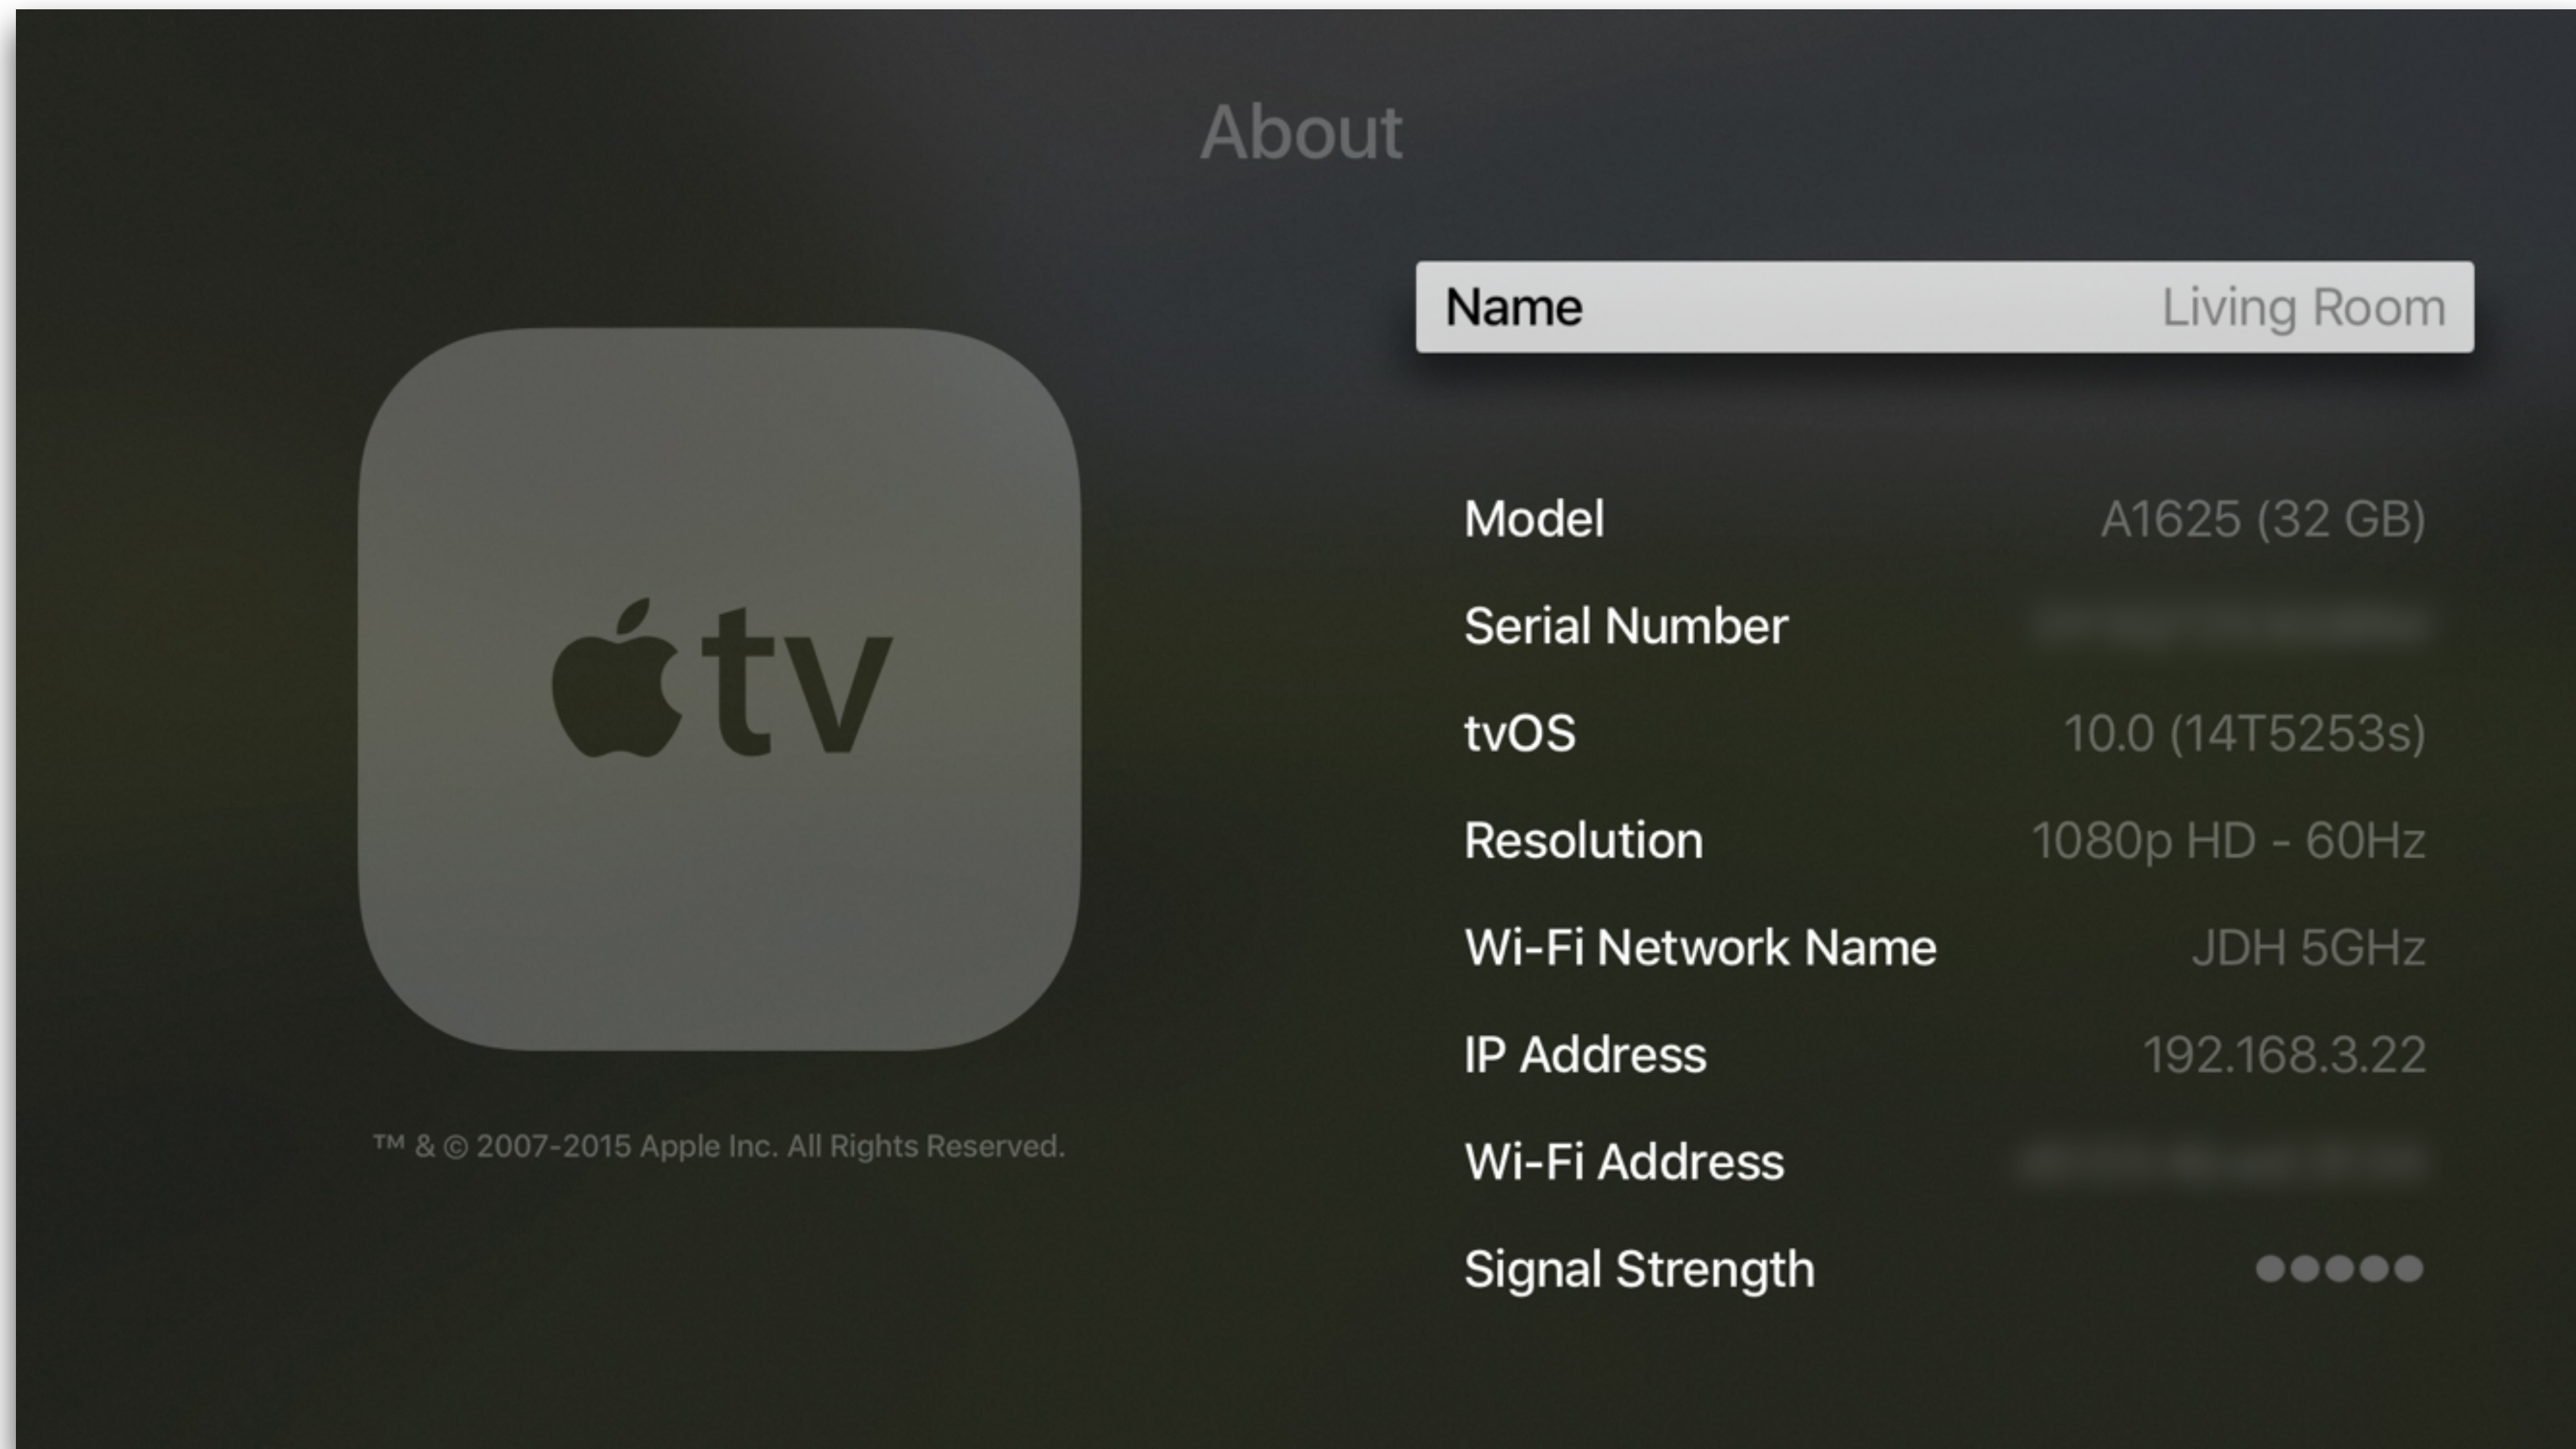 About
Name Living Room
Model A1625 (32 GB)
Serial Number
tvOS 10.0 (14T5253s)
Resolution 1080p HD - 60Hz
Wi-Fi Network Name JDH 5GHz
IP Address 192.168.3.22
Wi-Fi Address
Signal Strength
tv
™ & © 2007-2015 Apple Inc. All Rights Reserved.